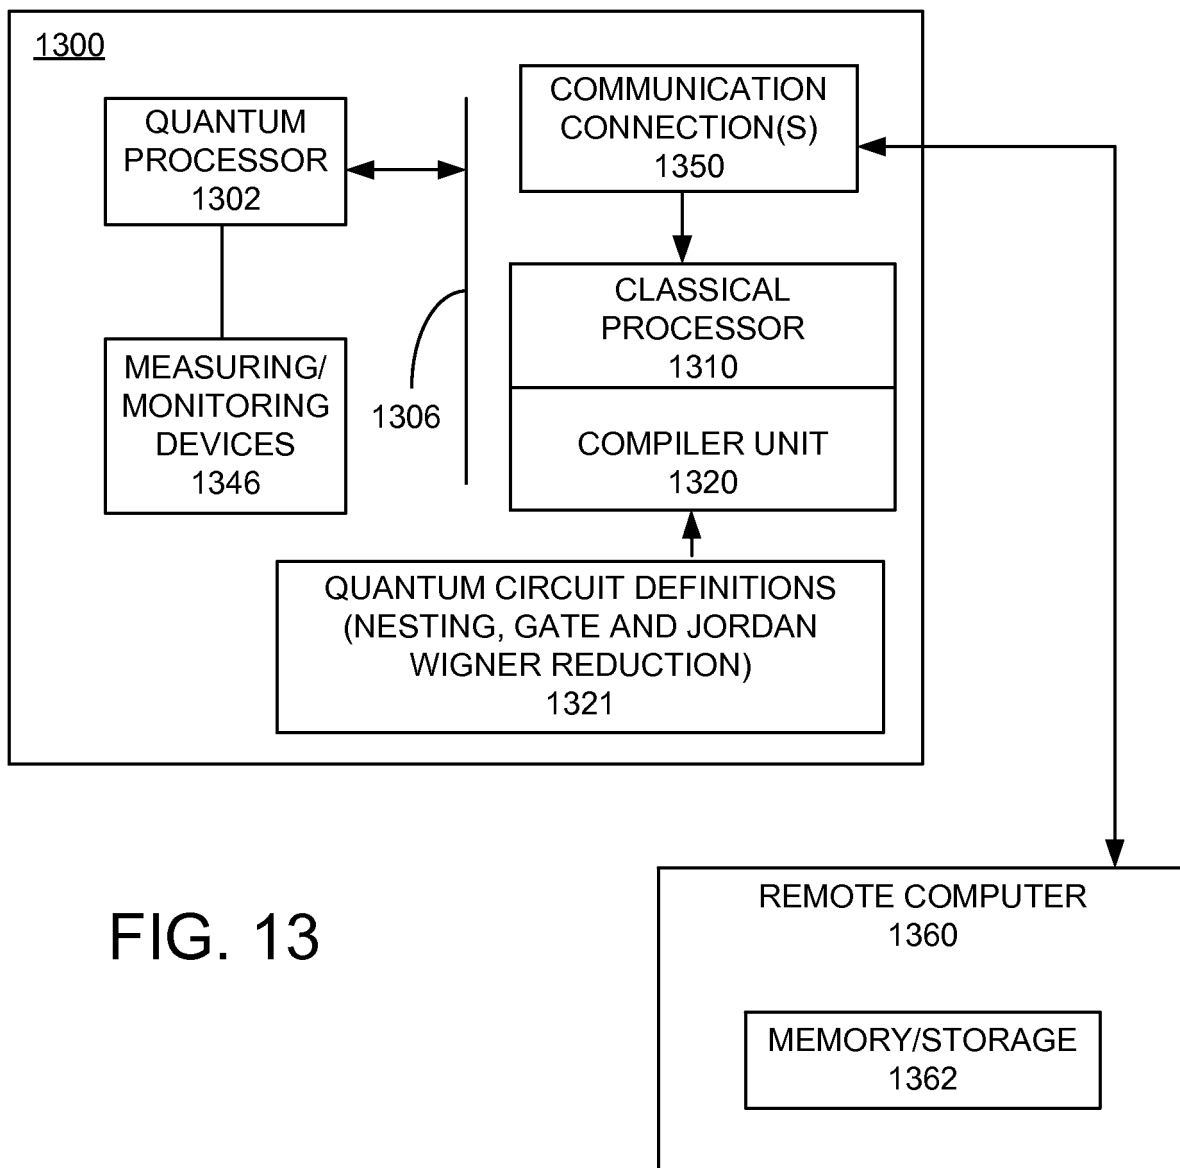 1300
QUANTUM
PROCESSOR
1302
COMMUNICATION
CONNECTION(S)
1350
CLASSICAL
PROCESSOR
1310
MEASURING/
MONITORING
DEVICES
1346
1306
COMPILER UNIT
1320
QUANTUM CIRCUIT DEFINITIONS
(NESTING, GATE AND JORDAN
WIGNER REDUCTION)
1321
FIG. 13
REMOTE COMPUTER
1360
MEMORY/STORAGE
1362